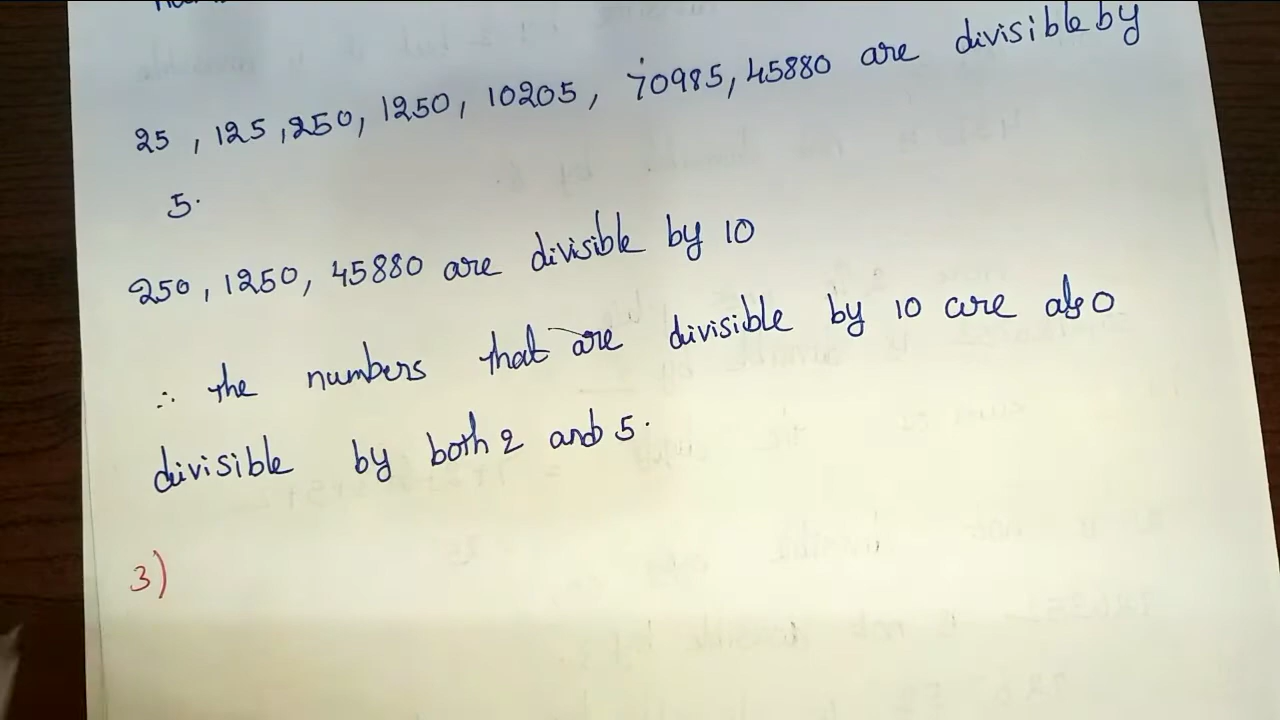 25 , 125 , 250, 1250, 10205 , 70985, 45880 are divisible by
5.
250 , 1250, 45880 are divisible by 10
∴ the numbers that are divisible by 10 are also
divisible by both 2 and 5.
3)